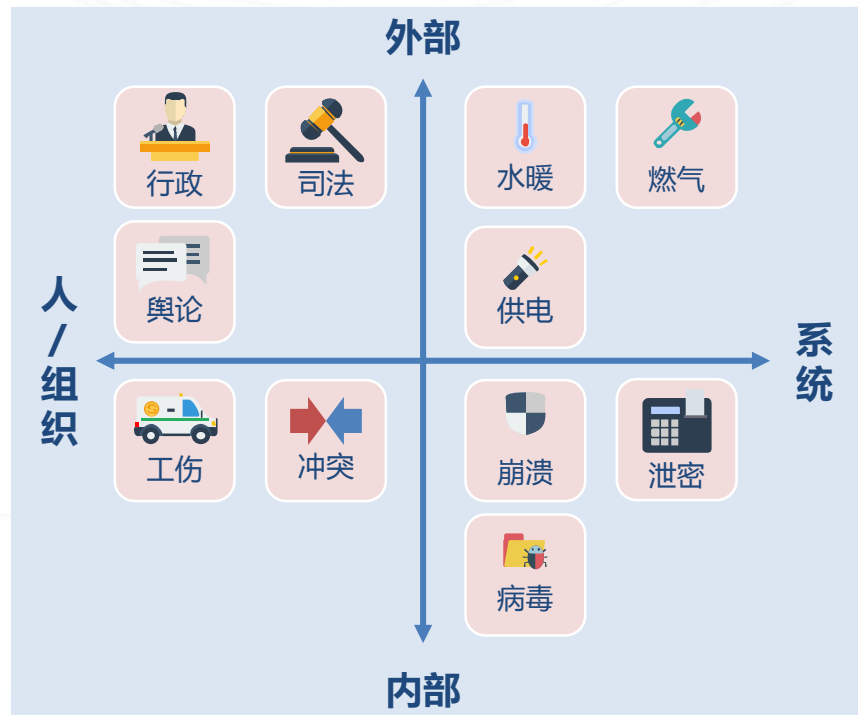 外部
行政
司法
水暖
燃气
舆论
供电
人
/
组
织
系
统
工伤
冲突
崩溃
泄密
病毒
内部